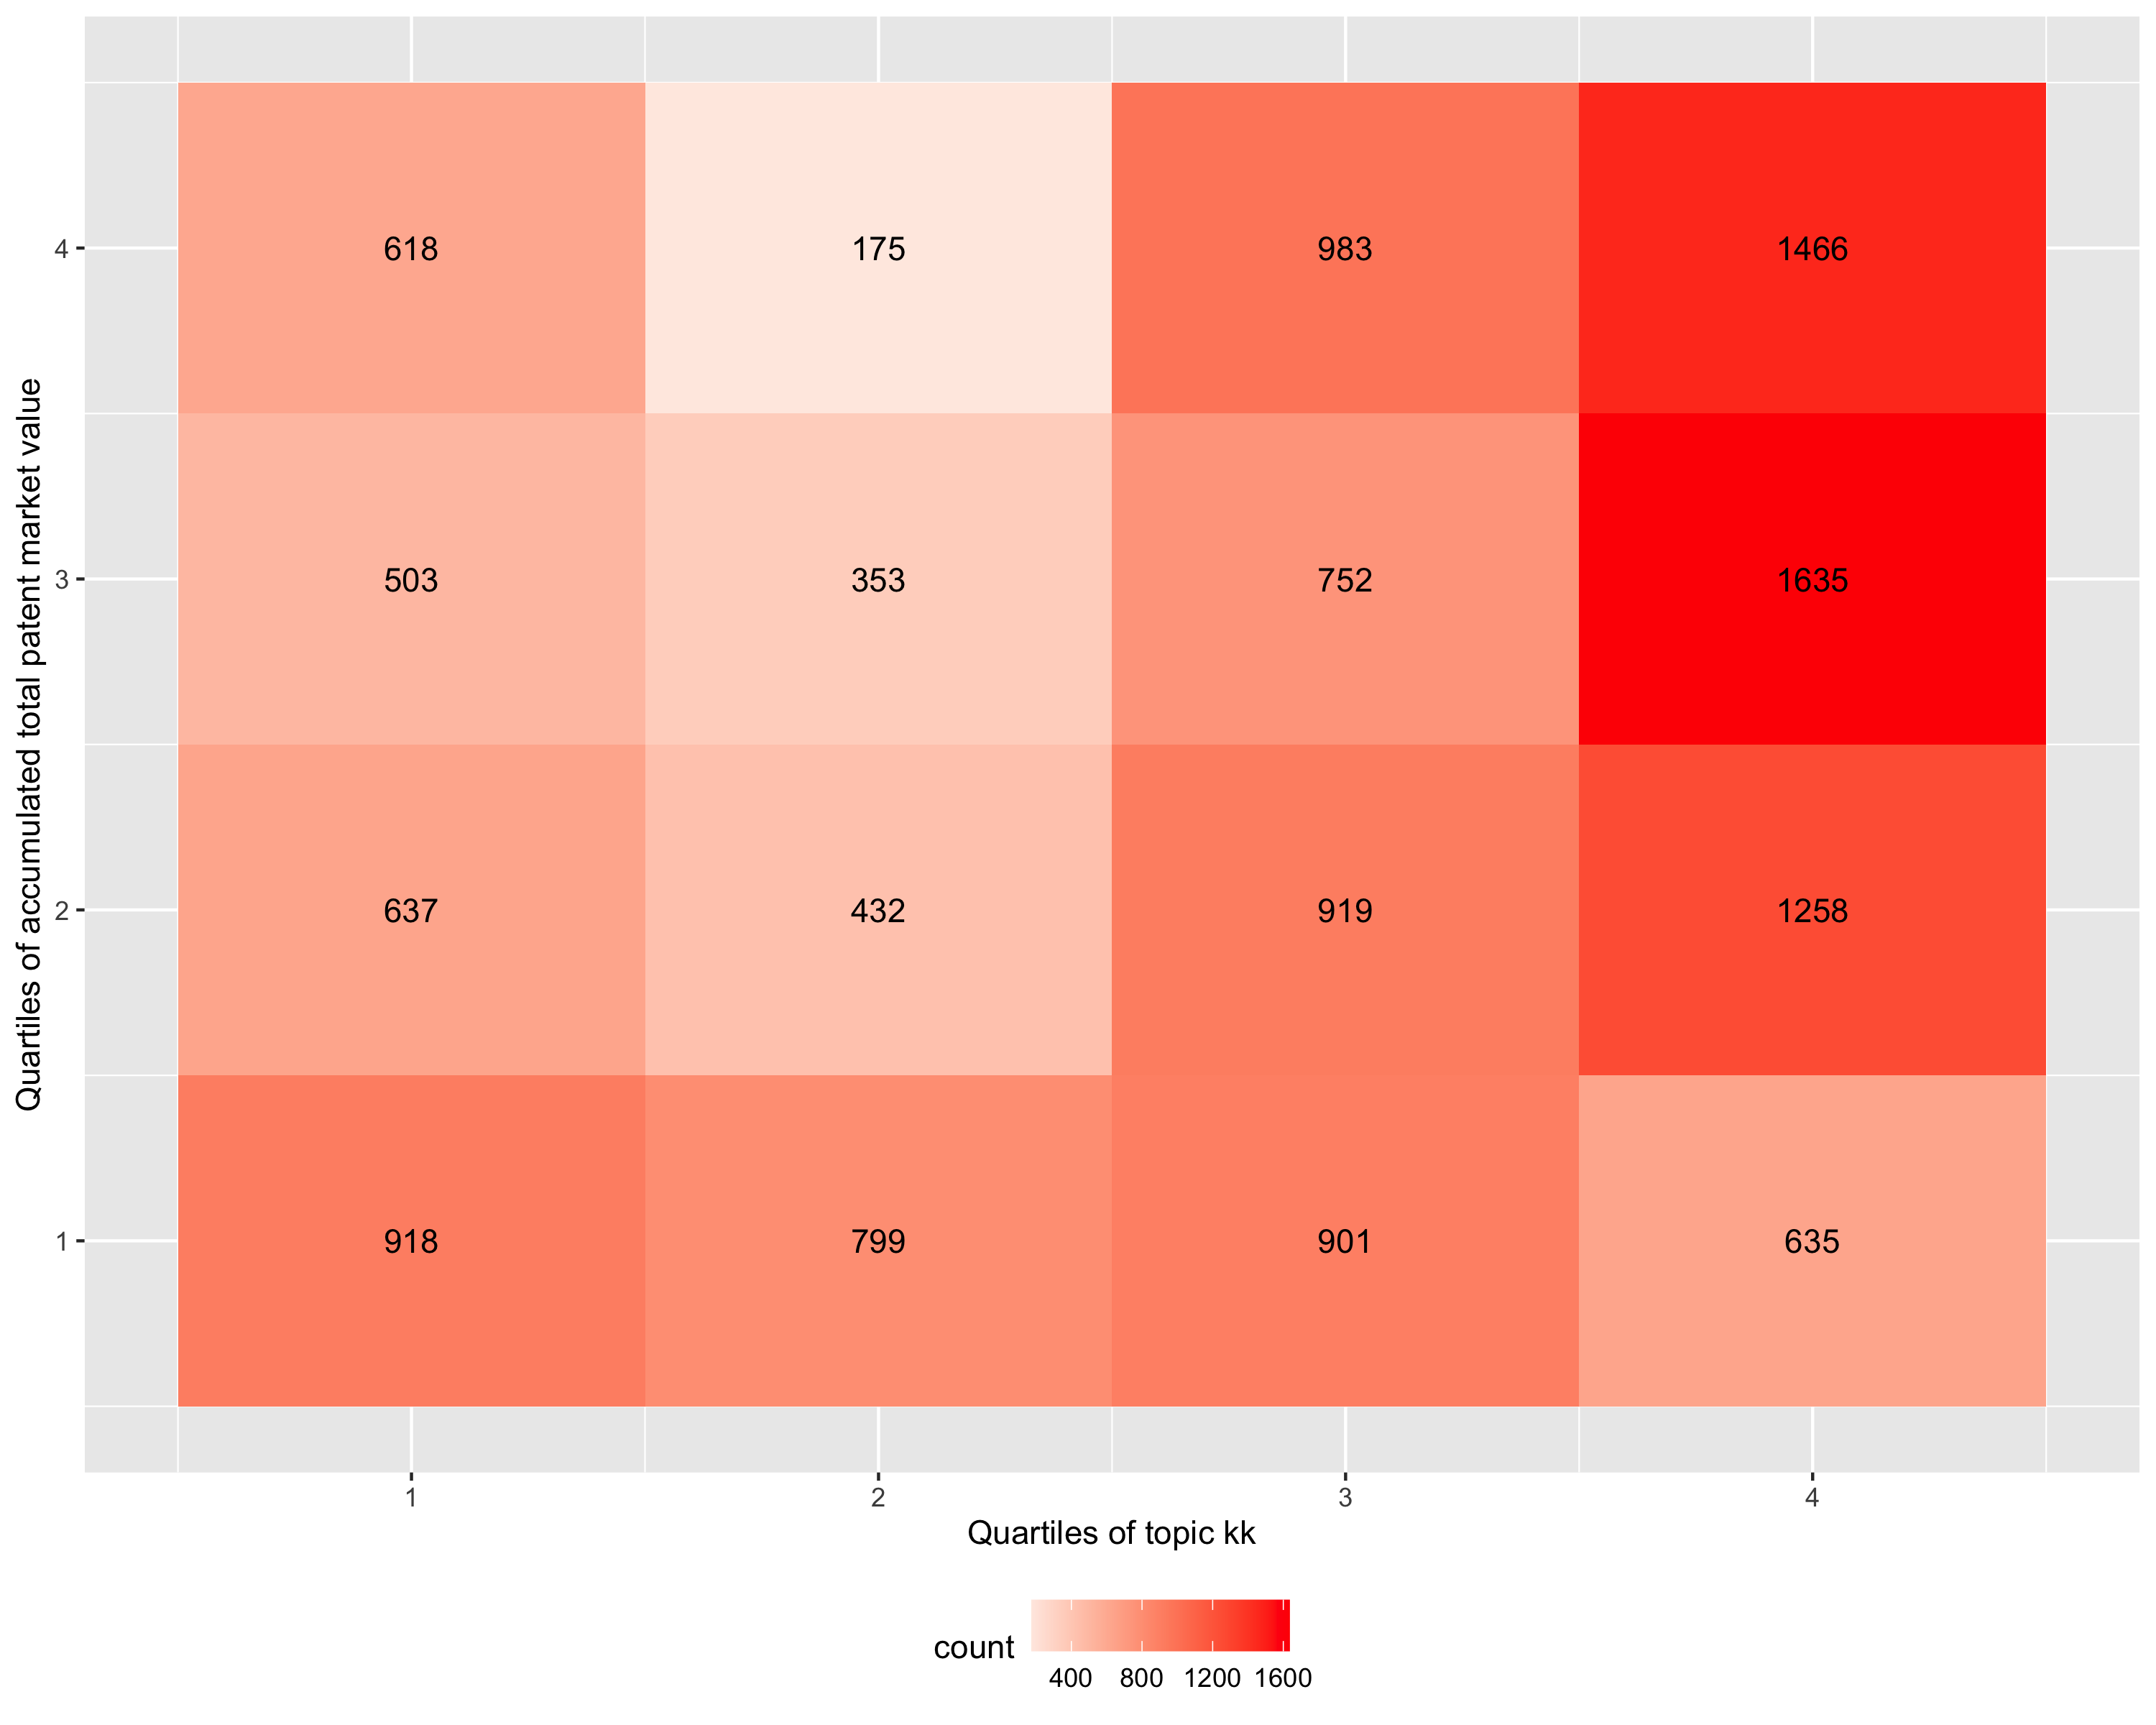 Quartiles of accumulated total patent market value
4
618 175 983 1466
3
503 353 752 1635
2
637 432 919 1258
1
918 799 901 635
1 2 3 4
Quartiles of topic kk
count
400 800 1200 1600